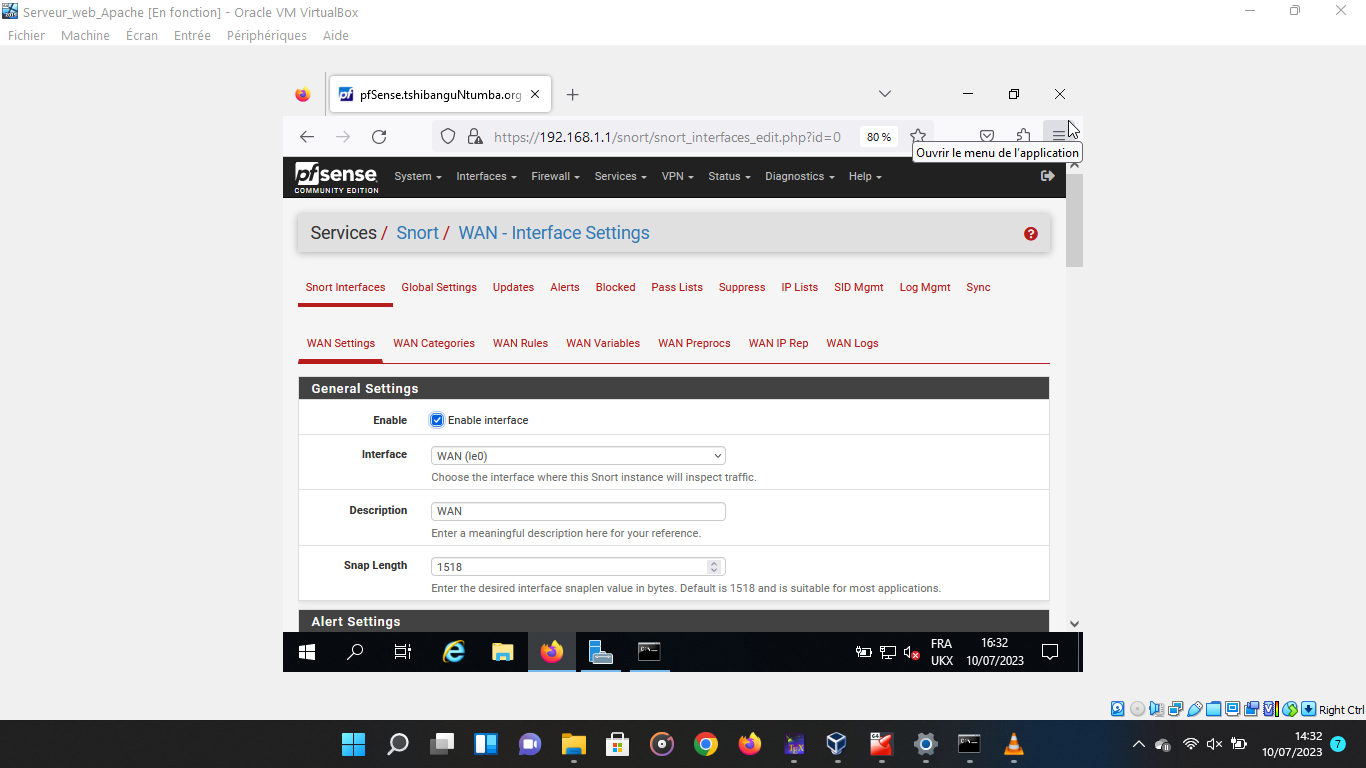 Serveur_web_Apache [En fonction] - Oracle VM VirtualBox
Fichier Machine Écran Entrée Périphériques Aide
pfSense.tshibanguNtumba.org
https://192.168.1.1/snort/snort_interfaces_edit.php?id=0 80 %
Ouvrir le menu de l'application
pfsense
COMMUNITY EDITION
System Interfaces Firewall Services VPN Status Diagnostics Help
Services / Snort / WAN - Interface Settings
Snort Interfaces Global Settings Updates Alerts Blocked Pass Lists Suppress IP Lists SID Mgmt Log Mgmt Sync
WAN Settings WAN Categories WAN Rules WAN Variables WAN Preprocs WAN IP Rep WAN Logs
General Settings
Enable Enable interface
Interface WAN (le0)
Choose the interface where this Snort instance will inspect traffic.
Description WAN
Enter a meaningful description here for your reference.
Snap Length 1518
Enter the desired interface snaplen value in bytes. Default is 1518 and is suitable for most applications.
Alert Settings
FRA 16:32
UKX 10/07/2023
Right Ctrl
14:32
10/07/2023 7